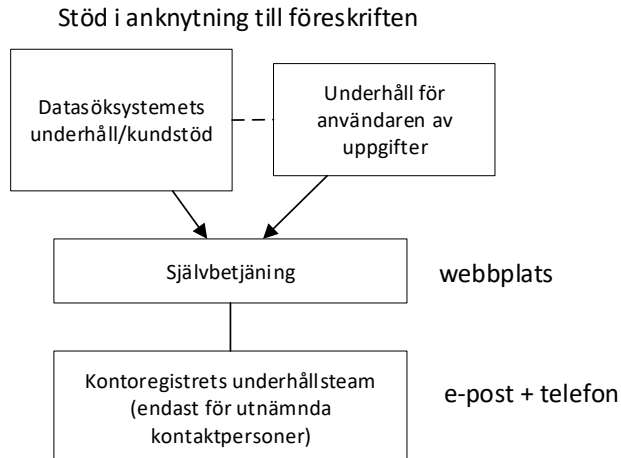 Stöd i anknytning till föreskriften
Datasöksystemets
underhåll/kundstöd
Underhåll för
användaren av
uppgifter
Självbetjäning
webbplats
Kontoregistrets underhållsteam
(endast för utnämnda
kontaktpersoner)
e-post + telefon